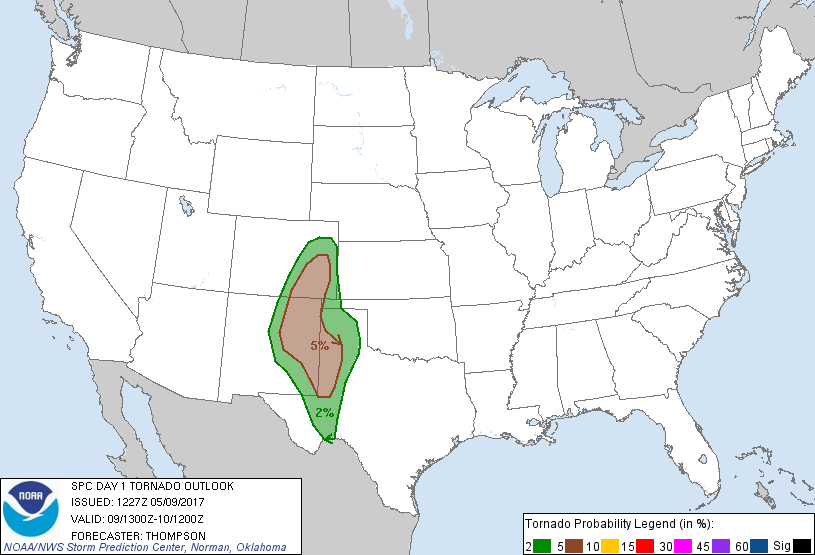 5%
2%
NOAA
SPC DAY 1 TORNADO OUTLOOK
ISSUED: 1227Z 05/09/2017
VALID: 09/1300Z-10/1200Z
FORECASTER: THOMPSON
NOAA/NWS Storm Prediction Center, Norman, Oklahoma
Tornado Probability Legend (in %):
2 5 10 15 30 45 60 Sig